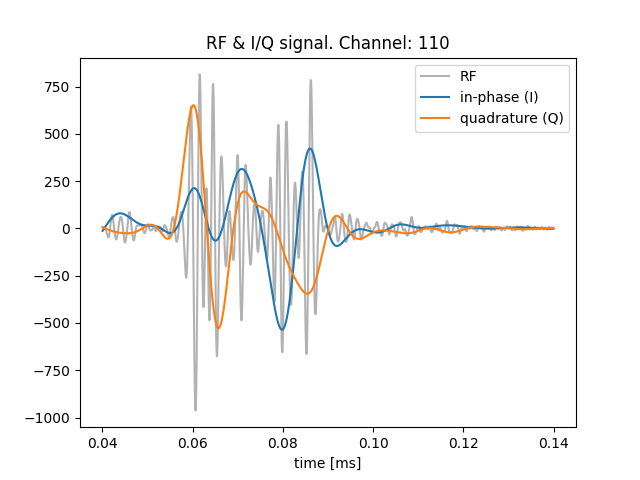 RF & I/Q signal. Channel: 110
RF
in-phase (I)
quadrature (Q)
750
500
250
0
−250
−500
−750
−1000
0.04 0.06 0.08 0.10 0.12 0.14
time [ms]